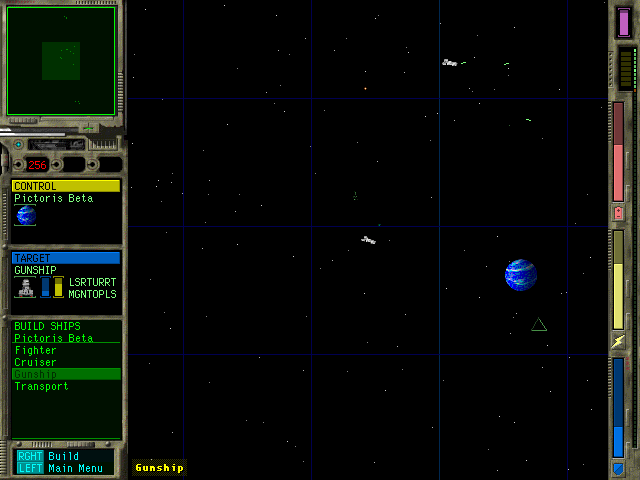 256
CONTROL
Pictoris Beta
TARGET
GUNSHIP
LSRTURRT
MGNTOPLS
BUILD SHIPS
Pictoris Beta
Fighter
Cruiser
Gunship
Transport
RGHT Build
LEFT Main Menu
Gunship